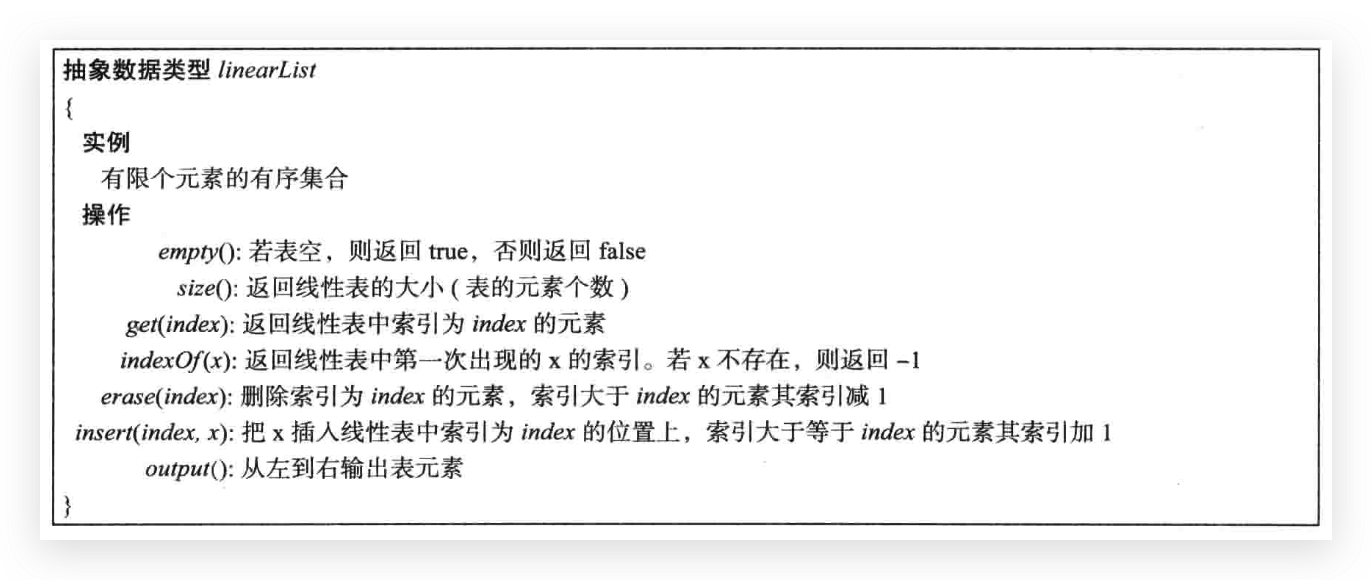 抽象数据类型 linearList
{
实例
有限个元素的有序集合
操作
empty(): 若表空，则返回 true，否则返回 false
size(): 返回线性表的大小 ( 表的元素个数 )
get(index): 返回线性表中索引为 index 的元素
indexOf(x): 返回线性表中第一次出现的 x 的索引。若 x 不存在，则返回 –1
erase(index): 删除索引为 index 的元素，索引大于 index 的元素其索引减 1
insert(index, x): 把 x 插入线性表中索引为 index 的位置上，索引大于等于 index 的元素其索引加 1
output(): 从左到右输出表元素
}